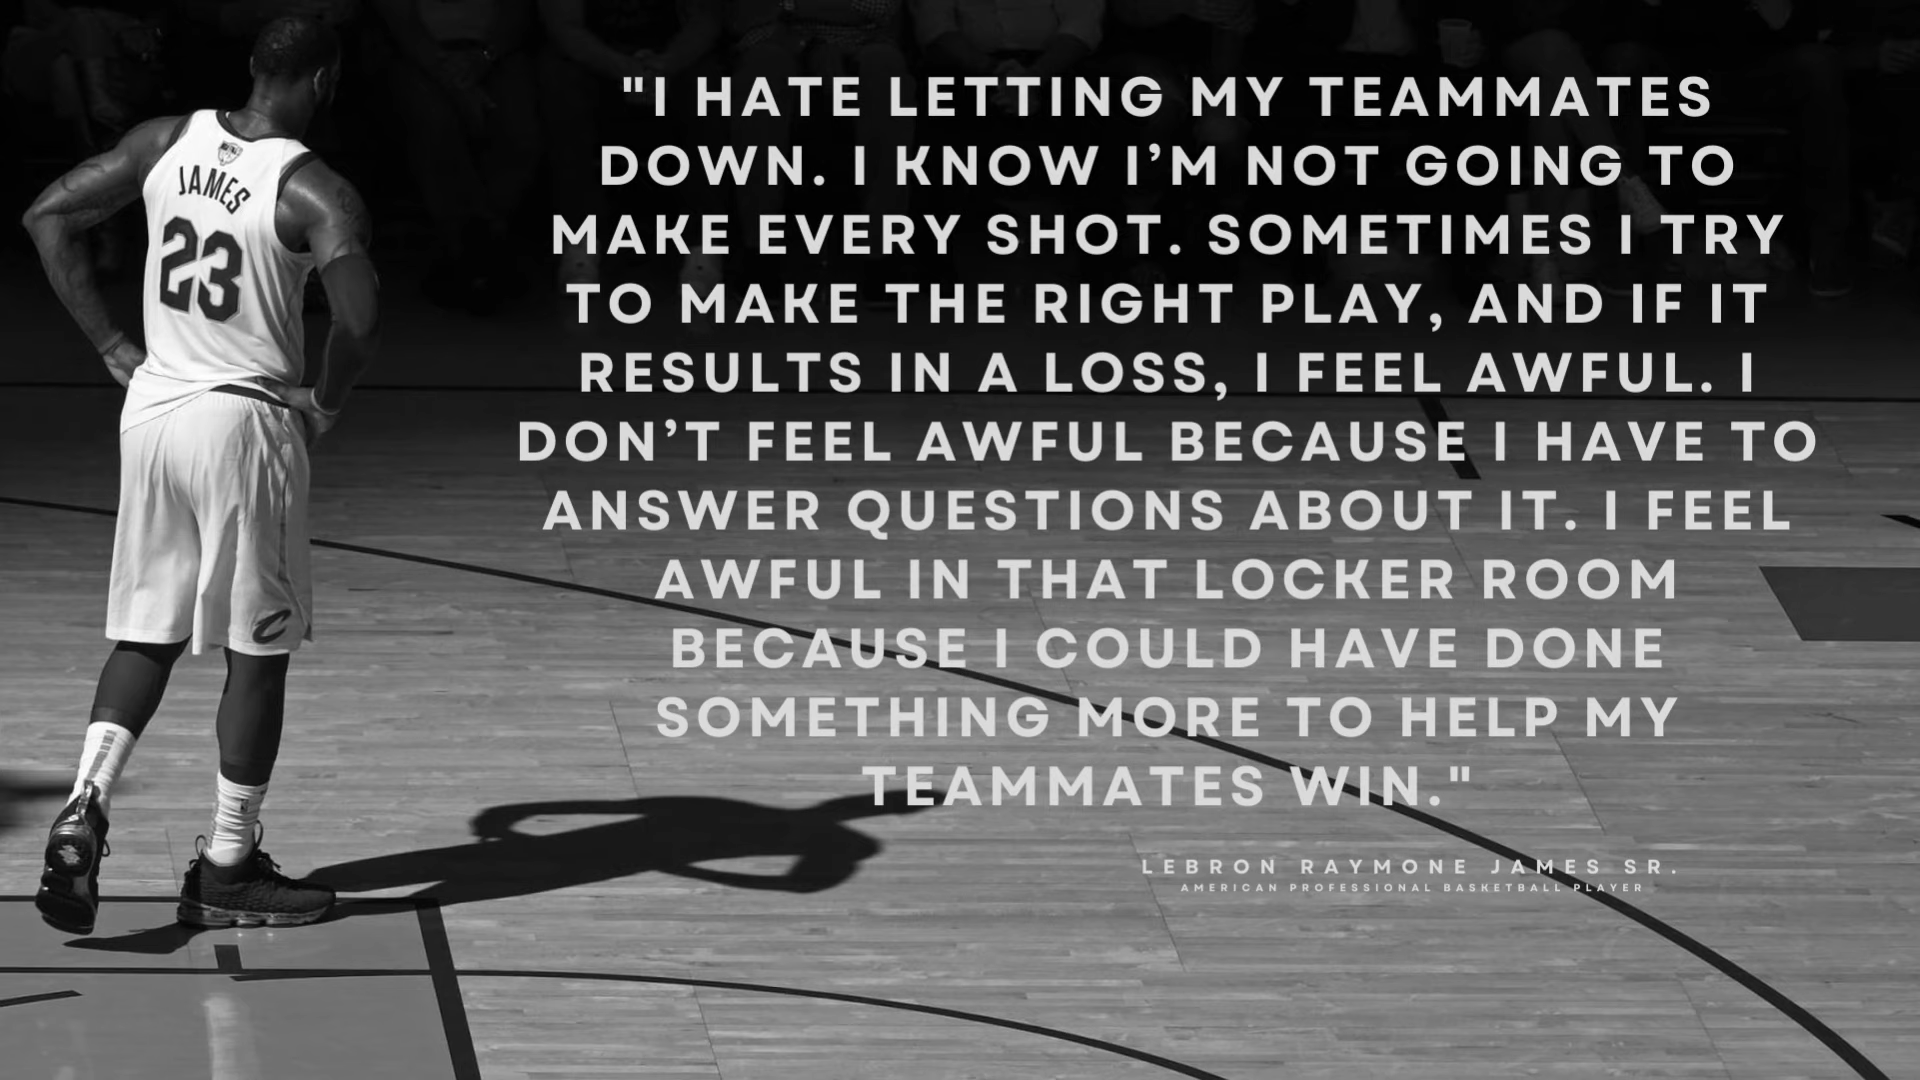 "I HATE LETTING MY TEAMMATES
DOWN. I KNOW I’M NOT GOING TO
MAKE EVERY SHOT. SOMETIMES I TRY
TO MAKE THE RIGHT PLAY, AND IF IT
RESULTS IN A LOSS, I FEEL AWFUL. I
DON’T FEEL AWFUL BECAUSE I HAVE TO
ANSWER QUESTIONS ABOUT IT. I FEEL
AWFUL IN THAT LOCKER ROOM
BECAUSE I COULD HAVE DONE
SOMETHING MORE TO HELP MY
TEAMMATES WIN."
LEBRON RAYMONE JAMES SR.
AMERICAN PROFESSIONAL BASKETBALL PLAYER
JAMES
23
C